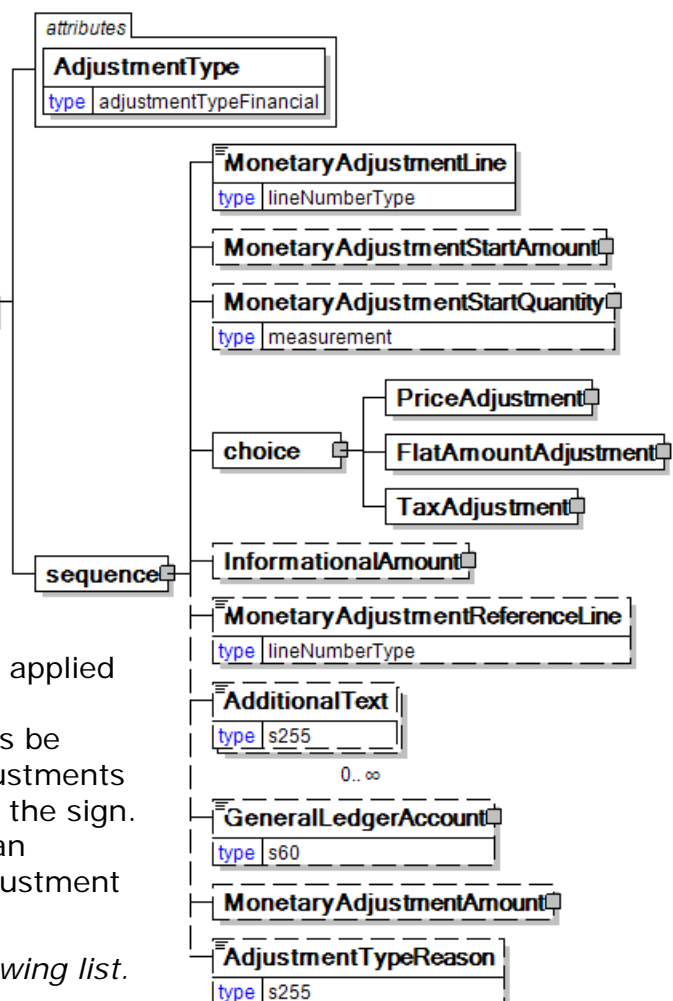 attributes
AdjustmentType
type adjustmentTypeFinancial
MonetaryAdjustmentLine
type lineNumberType
MonetaryAdjustmentStartAmount
MonetaryAdjustmentStartQuantity
type measurement
choice
PriceAdjustment
FlatAmountAdjustment
TaxAdjustment
sequence
InformationalAmount
MonetaryAdjustmentReferenceLine
type lineNumberType
AdditionalText
type s255
0.. ∞
GeneralLedgerAccount
type s60
MonetaryAdjustmentAmount
AdjustmentTypeReason
type s255
applied
s be
justments
the sign.
an
justment
wing list.